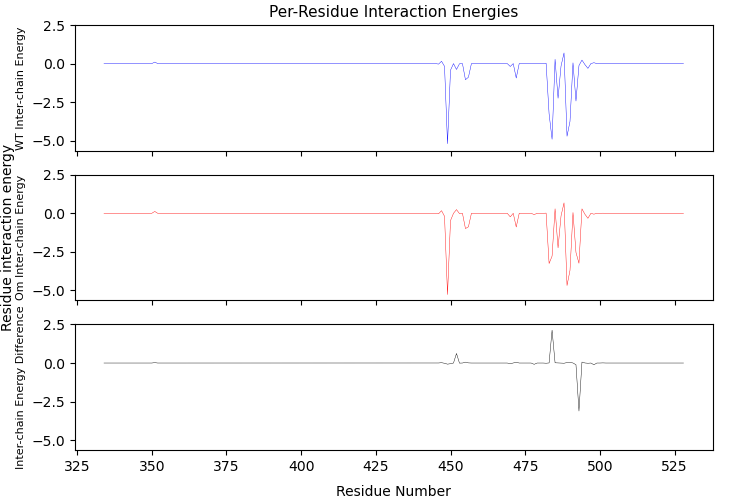 Per-Residue Interaction Energies
Residue interaction energy
WT Inter-chain Energy
2.5
0.0
−2.5
−5.0
Om Inter-chain Energy
2.5
0.0
−2.5
−5.0
Inter-chain Energy Difference
2.5
0.0
−2.5
−5.0
325 350 375 400 425 450 475 500 525
Residue Number